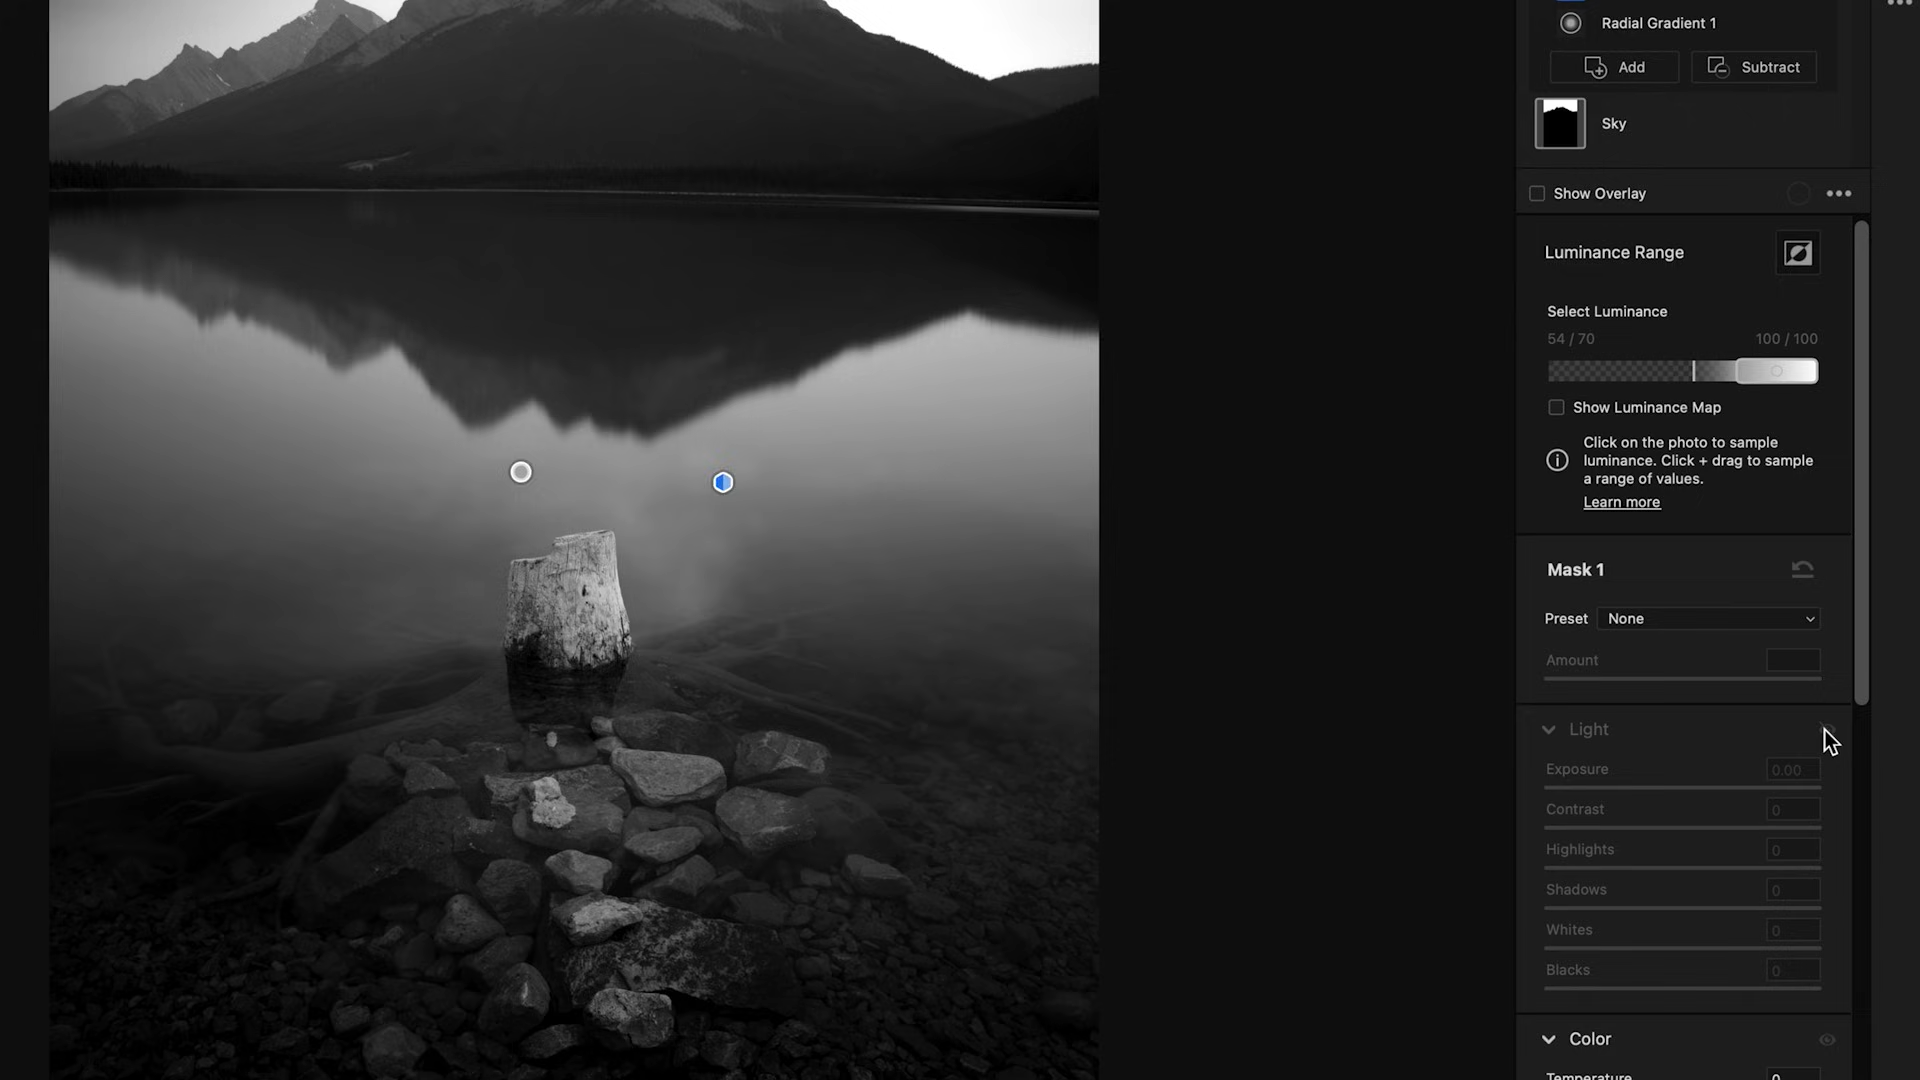 Radial Gradient 1
Add
Subtract
Sky
Show Overlay
Luminance Range
Select Luminance
54 / 70
100 / 100
Show Luminance Map
Click on the photo to sample
luminance. Click + drag to sample
a range of values.
Learn more
Mask 1
Preset
None
Amount
Light
Exposure
0.00
Contrast
0
Highlights
0
Shadows
0
Whites
0
Blacks
0
Color
Temperature
0